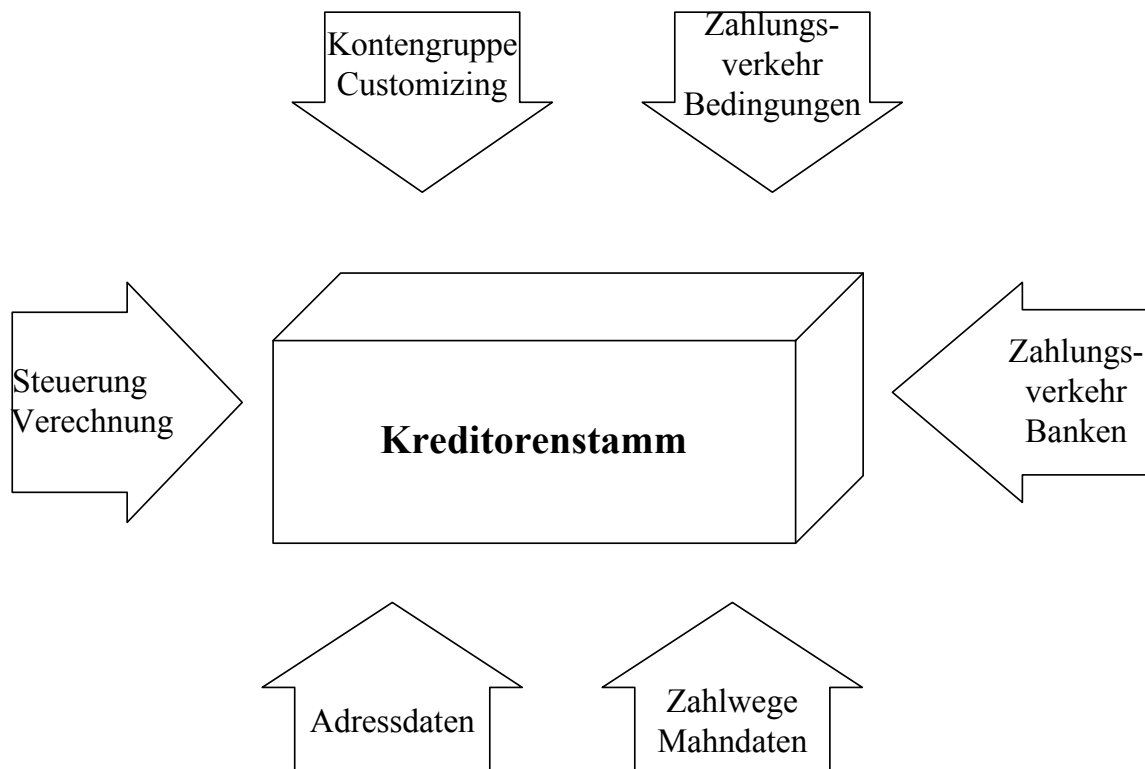 Kontengruppe
Customizing
Zahlungs-
verkehr
Bedingungen
Steuerung
Verechnung
Kreditorenstamm
Zahlungs-
verkehr
Banken
Adressdaten
Zahlwege
Mahndaten